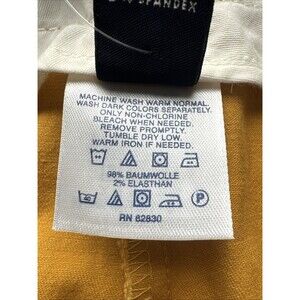 % SPANDEX
MACHINE WASH WARM NORMAL.
WASH DARK COLORS SEPARATELY.
ONLY NON-CHLORINE
BLEACH WHEN NEEDED.
REMOVE PROMPTLY.
TUMBLE DRY LOW.
WARM IRON IF NEEDED.
98% BAUMWOLLE
2% ELASTHAN
P
RN 62830